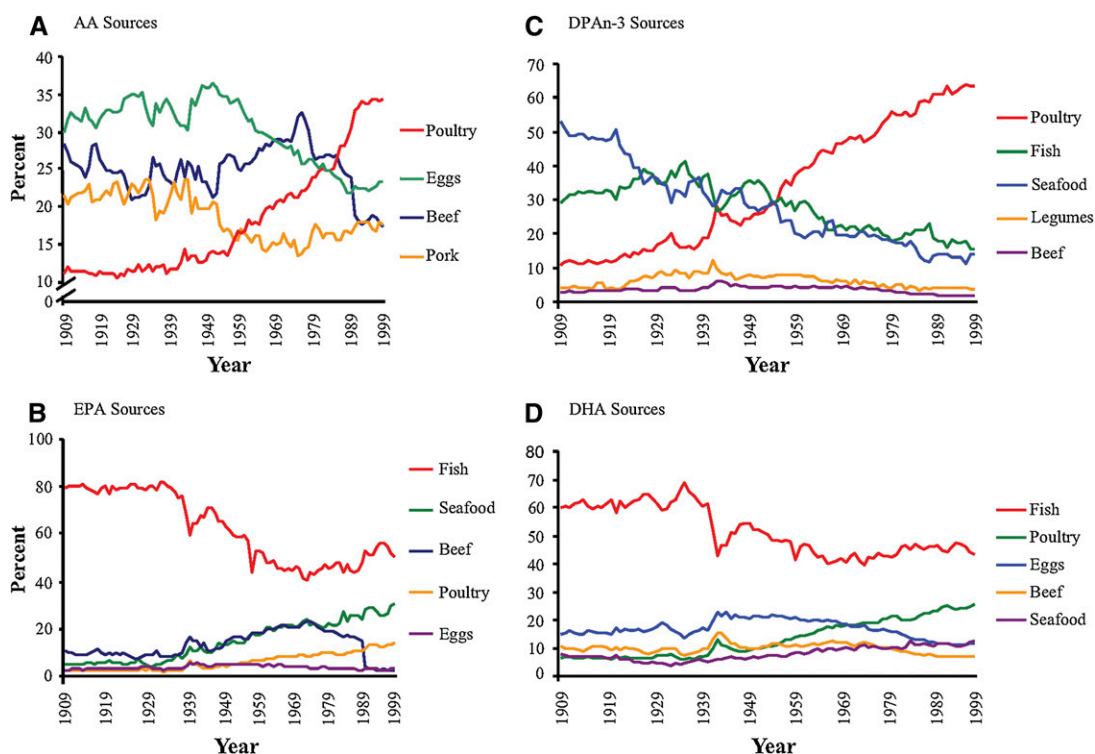 A AA Sources
40
35
30
25
20
15
10
0
Percent
1909
1919
1929
1939
1949
1959
1969
1979
1989
1999
Year
Poultry
Eggs
Beef
Pork
C DPAn-3 Sources
70
60
50
40
30
20
10
0
1909
1919
1929
1939
1949
1959
1969
1979
1989
1999
Year
Poultry
Fish
Seafood
Legumes
Beef
B EPA Sources
100
80
60
40
20
0
Percent
1909
1919
1929
1939
1949
1959
1969
1979
1989
1999
Year
Fish
Seafood
Beef
Poultry
Eggs
D DHA Sources
80
70
60
50
40
30
20
10
0
1909
1919
1929
1939
1949
1959
1969
1979
1989
1999
Year
Fish
Poultry
Eggs
Beef
Seafood